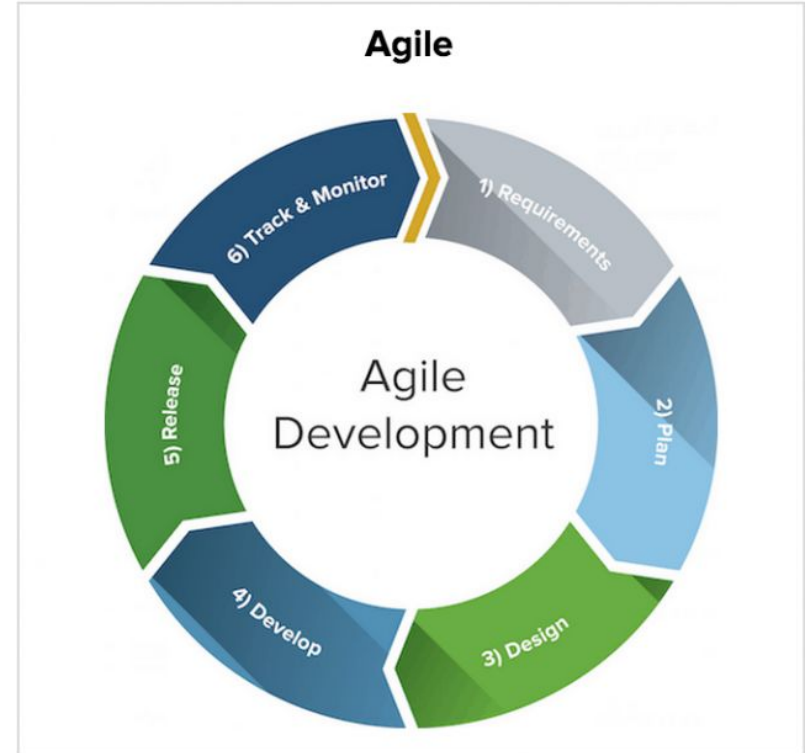 Agile
1) Requirements
2) Plan
3) Design
4) Develop
5) Release
6) Track & Monitor
Agile
Development